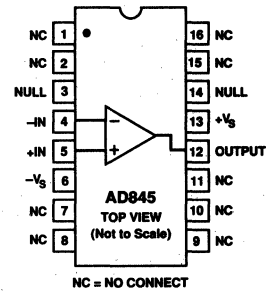 NC 1 16 NC
NC 2 15 NC
NULL 3 14 NULL
–IN 4 – 13 +VS
+IN 5 + 12 OUTPUT
–VS 6 11 NC
AD845
TOP VIEW
(Not to Scale)
NC 7 10 NC
NC 8 9 NC
NC = NO CONNECT